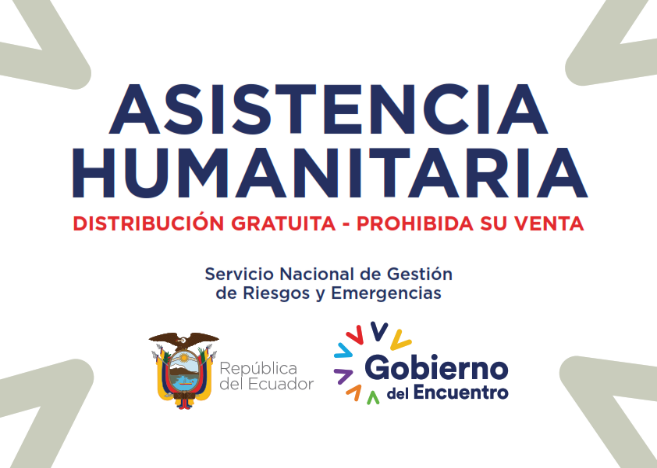 ASISTENCIA
HUMANITARIA
DISTRIBUCIÓN GRATUITA - PROHIBIDA SU VENTA
Servicio Nacional de Gestión
de Riesgos y Emergencias
República
del Ecuador
Gobierno
del Encuentro